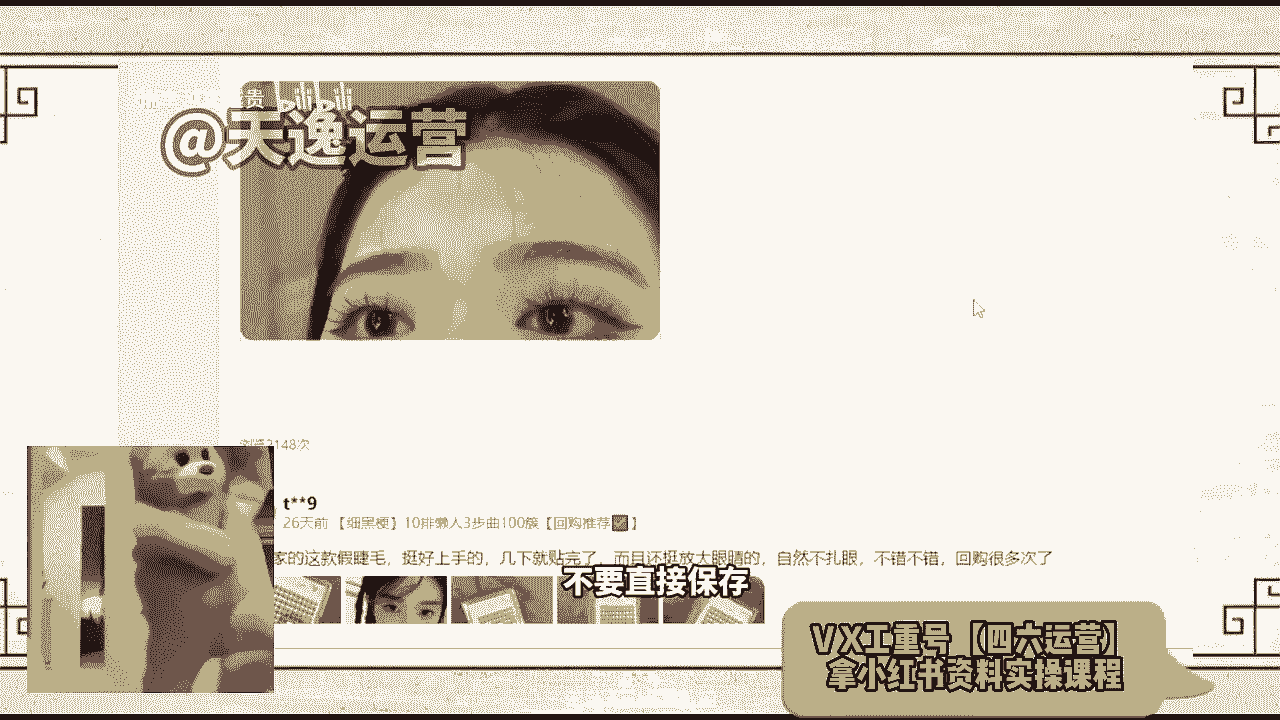 贵
bilibili
@天逸运营
浏览2148次
t**9
26天前 【细黑梗】10排懒人3步曲100簇【回购推荐✅】
家的这款假睫毛，挺好上手的，几下就贴完了，而且还挺放大眼睛的，自然不扎眼，不错不错，回购很多次了
不要直接保存
VX工重号【四六运营】
拿小红书资料实操课程